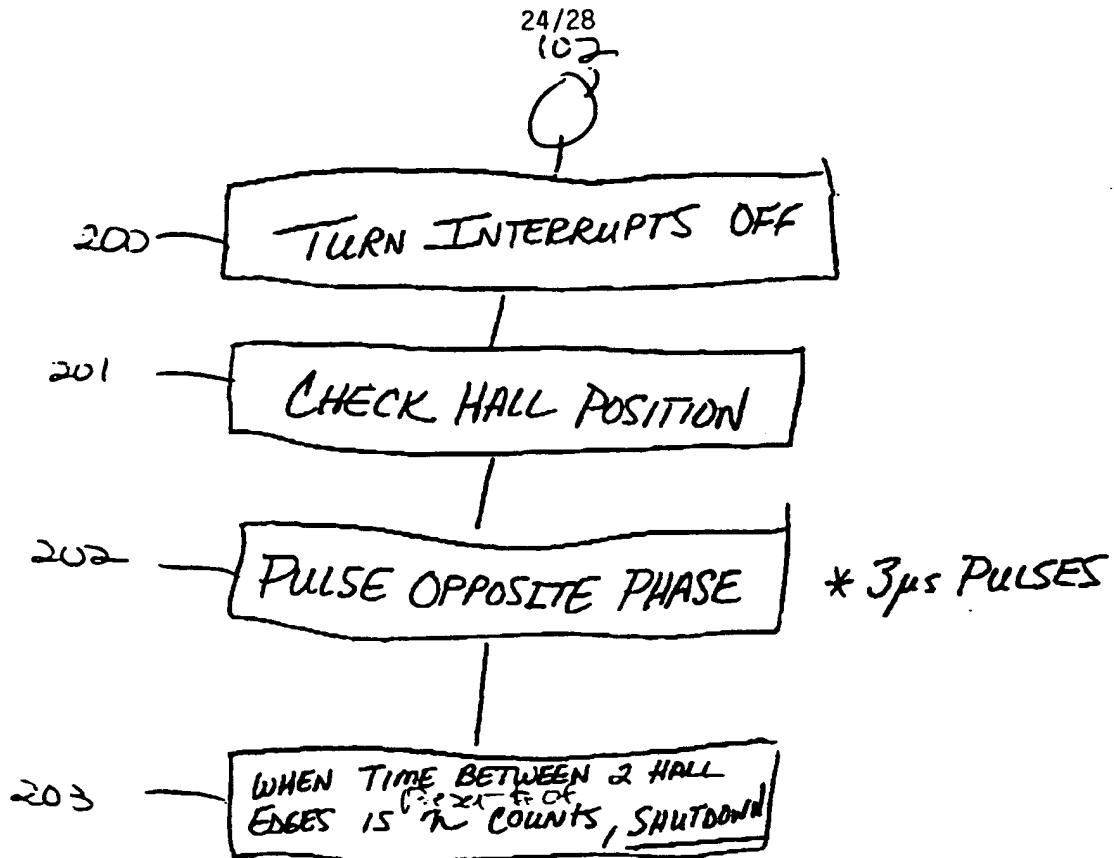 24/28
102
200
TURN INTERRUPTS OFF
201
CHECK HALL POSITION
202
PULSE OPPOSITE PHASE
* 3µs PULSES
203
WHEN TIME BETWEEN 2 HALL
EDGES IS n COUNTS, SHUTDOWN